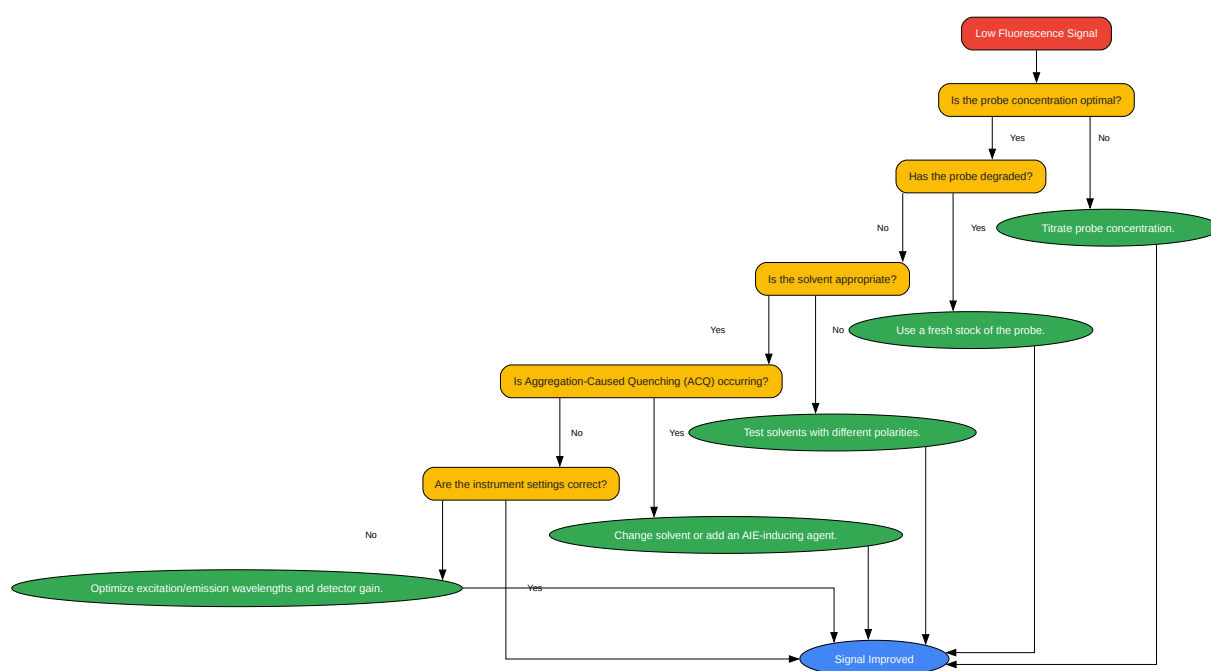 Low Fluorescence Signal
Is the probe concentration optimal?
Yes
No
Has the probe degraded?
No
Yes
Titrate probe concentration.
Is the solvent appropriate?
Yes
No
Use a fresh stock of the probe.
Is Aggregation-Caused Quenching (ACQ) occurring?
No
Yes
Test solvents with different polarities.
Are the instrument settings correct?
No
Change solvent or add an AIE-inducing agent.
Optimize excitation/emission wavelengths and detector gain.
Yes
Signal Improved